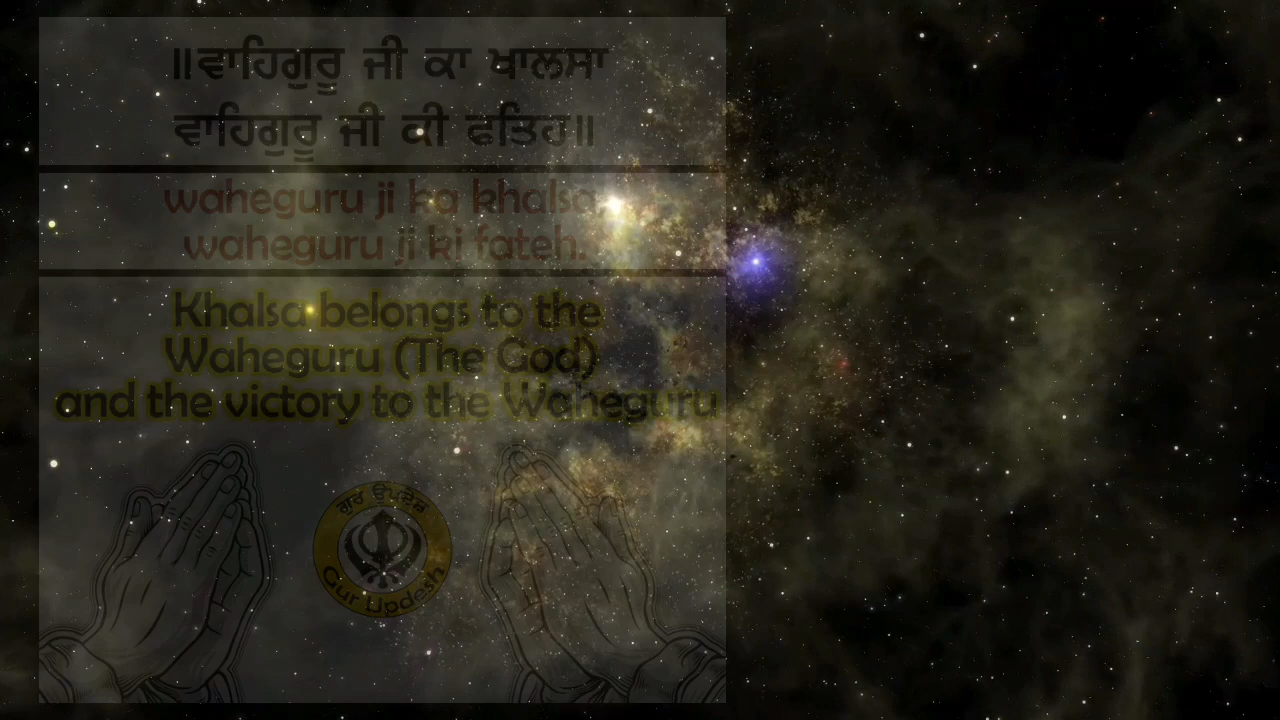 ॥ਵਾਹਿਗੁਰੂ ਜੀ ਕਾ ਖਾਲਸਾ
ਵਾਹਿਗੁਰੂ ਜੀ ਕੀ ਫਤਿਹ॥
waheguru ji ka khalsa
waheguru ji ki fateh.
Khalsa belongs to the
Waheguru (The God)
and the victory to the Waheguru
ਗੁਰ ਉਪਦੇਸ਼
Gur Updesh